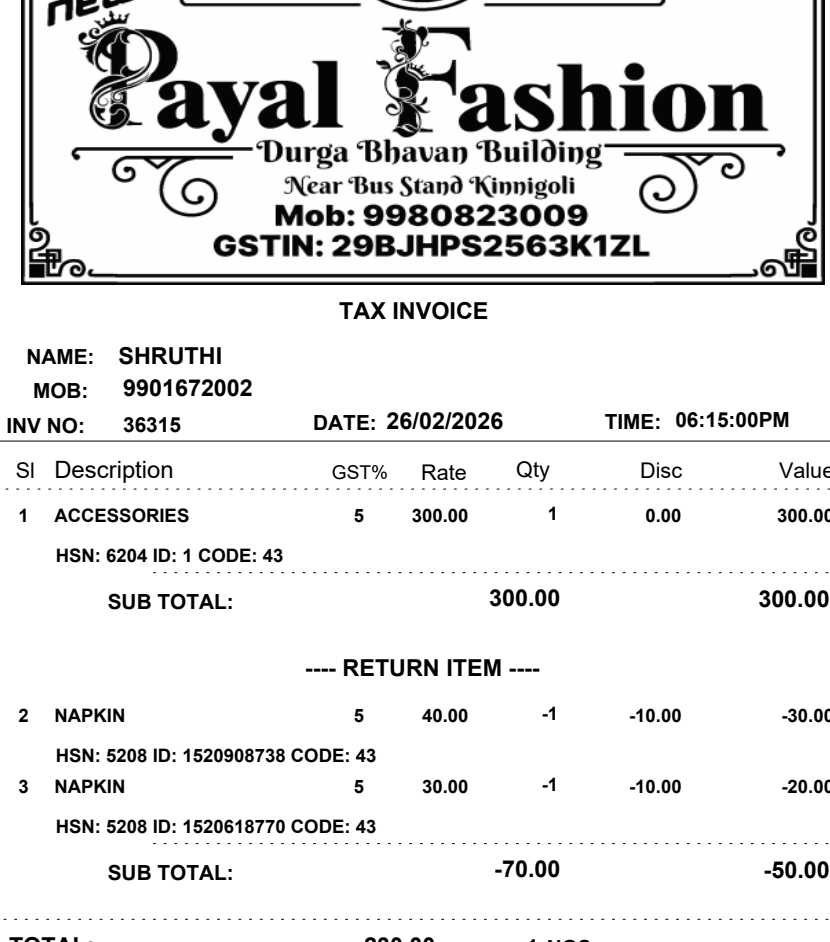 new
Payal Fashion
Durga Bhavan Building
Near Bus Stand Kinnigoli
Mob: 9980823009
GSTIN: 29BJHPS2563K1ZL
TAX INVOICE
NAME: SHRUTHI
MOB: 9901672002
INV NO: 36315 DATE: 26/02/2026 TIME: 06:15:00PM
Sl Description GST% Rate Qty Disc Value
1 ACCESSORIES 5 300.00 1 0.00 300.00
HSN: 6204 ID: 1 CODE: 43
SUB TOTAL: 300.00 300.00
---- RETURN ITEM ----
2 NAPKIN 5 40.00 -1 -10.00 -30.00
HSN: 5208 ID: 1520908738 CODE: 43
3 NAPKIN 5 30.00 -1 -10.00 -20.00
HSN: 5208 ID: 1520618770 CODE: 43
SUB TOTAL: -70.00 -50.00
TOTAL: